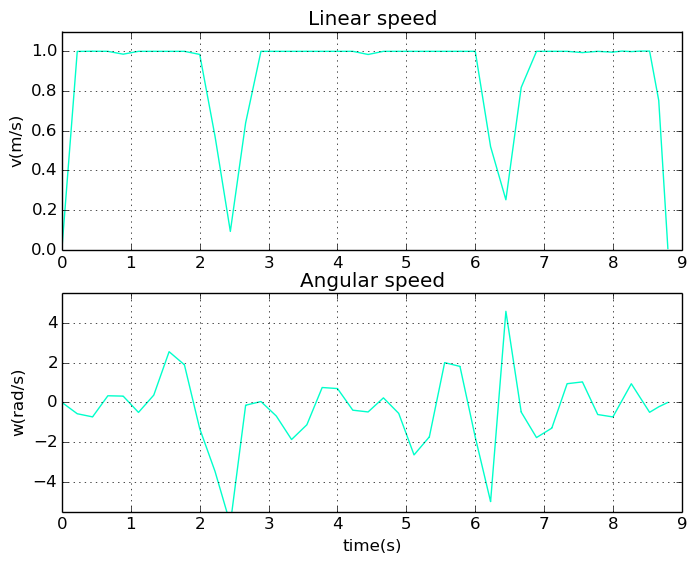 Linear speed
v(m/s)
1.0
0.8
0.6
0.4
0.2
0.0
0 1 2 3 4 5 6 7 8 9
Angular speed
w(rad/s)
4
2
0
−2
−4
0 1 2 3 4 5 6 7 8 9
time(s)